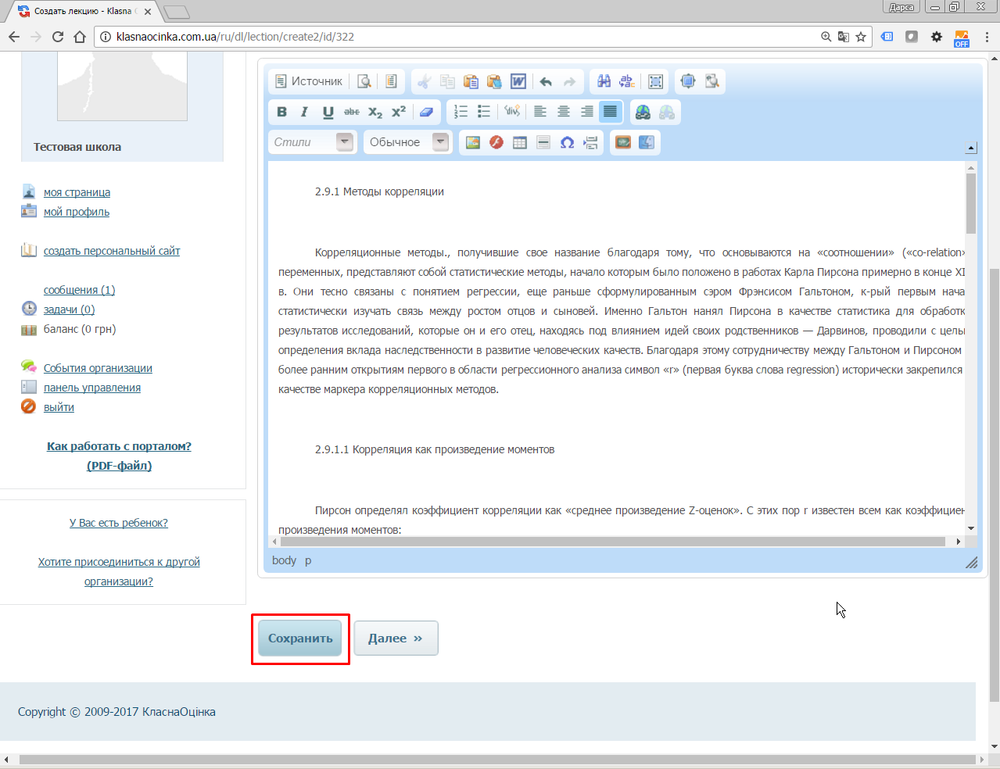 Создать лекцию - Klasna
Дарса
klasnaocinka.com.ua/ru/dl/lection/create2/id/322
OFF
Тестовая школа
моя страница
мой профиль
создать персональный сайт
сообщения (1)
задачи (0)
баланс (0 грн)
События организации
панель управления
выйти
Как работать с порталом?
(PDF-файл)
У Вас есть ребенок?
Хотите присоединиться к другой
организации?
Источник
Стили
Обычное
2.9.1 Методы корреляции
Корреляционные методы., получившие свое название благодаря тому, что основываются на «соотношении» («co-relation»
переменных, представляют собой статистические методы, начало которым было положено в работах Карла Пирсона примерно в конце XI
в. Они тесно связаны с понятием регрессии, еще раньше сформулированным сэром Фрэнсисом Гальтоном, к-рый первым нача
статистически изучать связь между ростом отцов и сыновей. Именно Гальтон нанял Пирсона в качестве статистика для обработк
результатов исследований, которые он и его отец, находясь под влиянием идей своих родственников — Дарвинов, проводили с цель
определения вклада наследственности в развитие человеческих качеств. Благодаря этому сотрудничеству между Гальтоном и Пирсоном
более ранним открытиям первого в области регрессионного анализа символ «r» (первая буква слова regression) исторически закрепился
качестве маркера корреляционных методов.
2.9.1.1 Корреляция как произведение моментов
Пирсон определял коэффициент корреляции как «среднее произведение Z-оценок». С этих пор r известен всем как коэффициен
произведения моментов:
body p
Сохранить
Далее »
Copyright © 2009-2017 КласнаОцінка